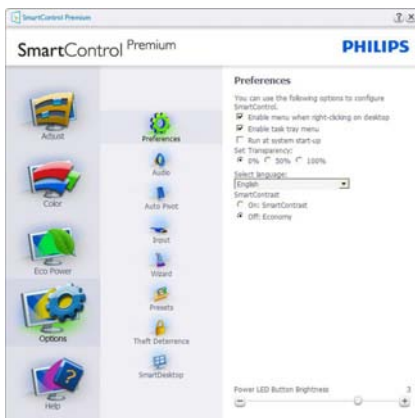 SmartControl Premium
SmartControl Premium
PHILIPS
Adjust
Color
Eco Power
Options
Help
Preferences
Audio
Auto Pivot
Input
Wizard
Presets
Theft Deterrence
SmartDesktop
Preferences
You can use the following options to configure
SmartControl.
Enable menu when right-clicking on desktop
Enable task tray menu
Run at system start-up
Set Transparency:
0% 50% 100%
Select language:
English
SmartContrast
On: SmartContrast
Off: Economy
Power LED Button Brightness 3